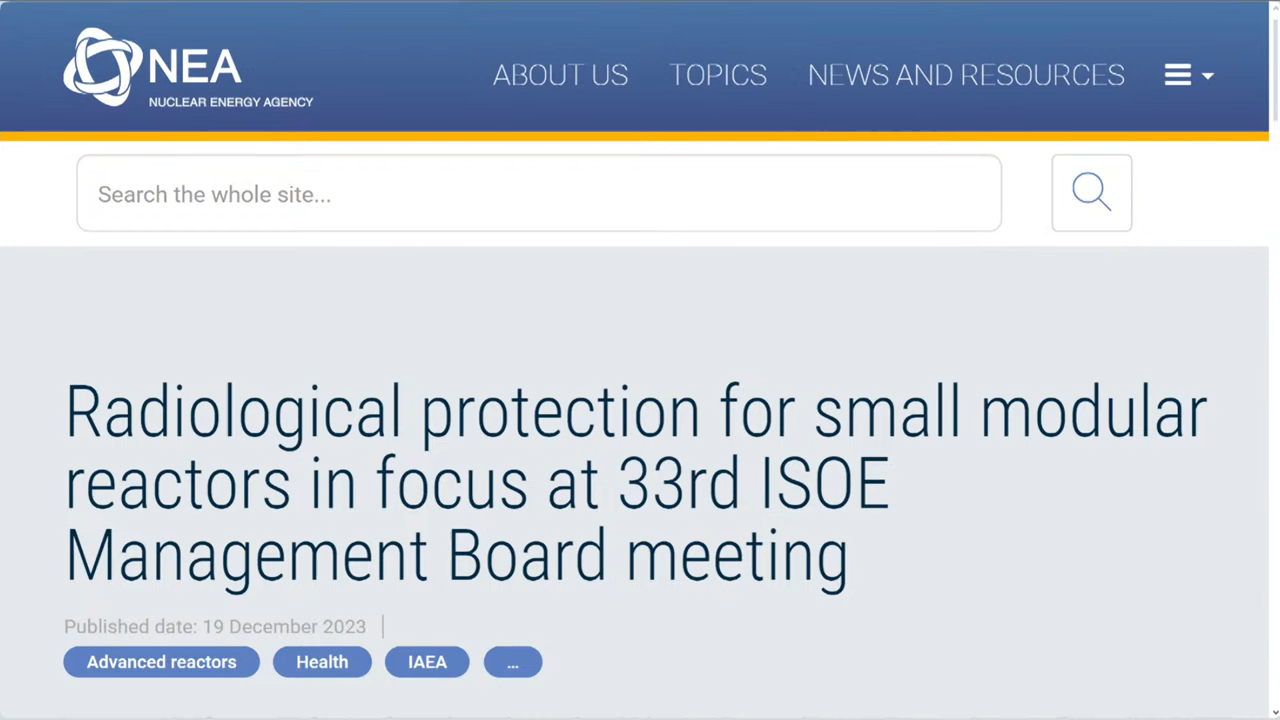 NEA
NUCLEAR ENERGY AGENCY
ABOUT US
TOPICS
NEWS AND RESOURCES
Search the whole site...
Radiological protection for small modular
reactors in focus at 33rd ISOE
Management Board meeting
Published date: 19 December 2023
Advanced reactors
Health
IAEA
...